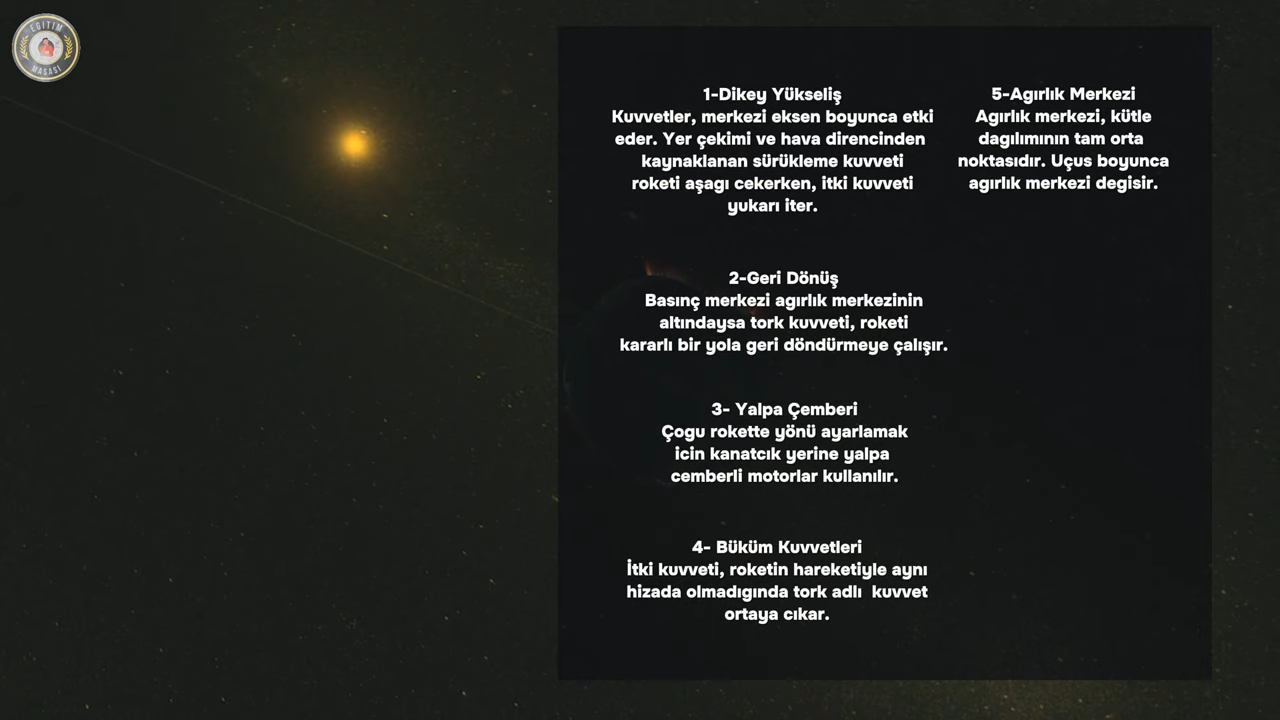 EĞİTİM
MASASI
1-Dikey Yükseliş
Kuvvetler, merkezi eksen boyunca etki
eder. Yer çekimi ve hava direncinden
kaynaklanan sürükleme kuvveti
roketi aşagı cekerken, itki kuvveti
yukarı iter.
2-Geri Dönüş
Basınç merkezi agırlık merkezinin
altındaysa tork kuvveti, roketi
kararlı bir yola geri döndürmeye çalışır.
3- Yalpa Çemberi
Çogu rokette yönü ayarlamak
icin kanatcık yerine yalpa
cemberli motorlar kullanılır.
4- Büküm Kuvvetleri
İtki kuvveti, roketin hareketiyle aynı
hizada olmadıgında tork adlı  kuvvet
ortaya cıkar.
5-Agırlık Merkezi
Agırlık merkezi, kütle
dagılımının tam orta
noktasıdır. Uçus boyunca
agırlık merkezi degisir.